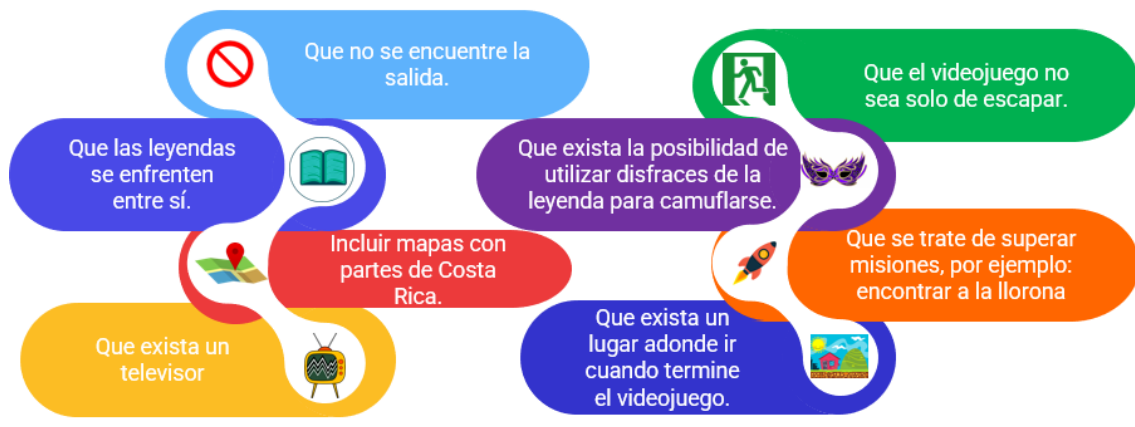 Que no se encuentre la
salida.
Que las leyendas
se enfrenten
entre sí.
Incluir mapas con
partes de Costa
Rica.
Que exista un
televisor
Que el videojuego no
sea solo de escapar.
Que exista la posibilidad de
utilizar disfraces de la
leyenda para camuflarse.
Que se trate de superar
misiones, por ejemplo:
encontrar a la llorona
Que exista un
lugar adonde ir
cuando termine
el videojuego.